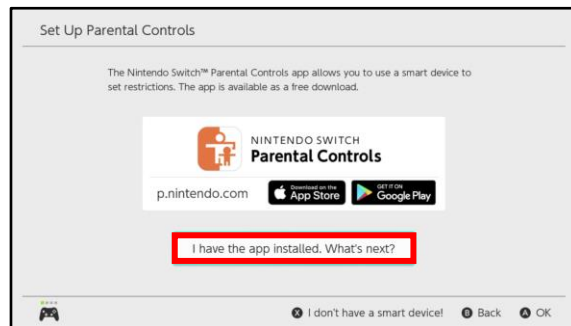 Set Up Parental Controls
The Nintendo Switch™ Parental Controls app allows you to use a smart device to
set restrictions. The app is available as a free download.
NINTENDO SWITCH
Parental Controls
p.nintendo.com
Download on the
App Store
GET IT ON
Google Play
I have the app installed. What's next?
X I don't have a smart device! B Back A OK